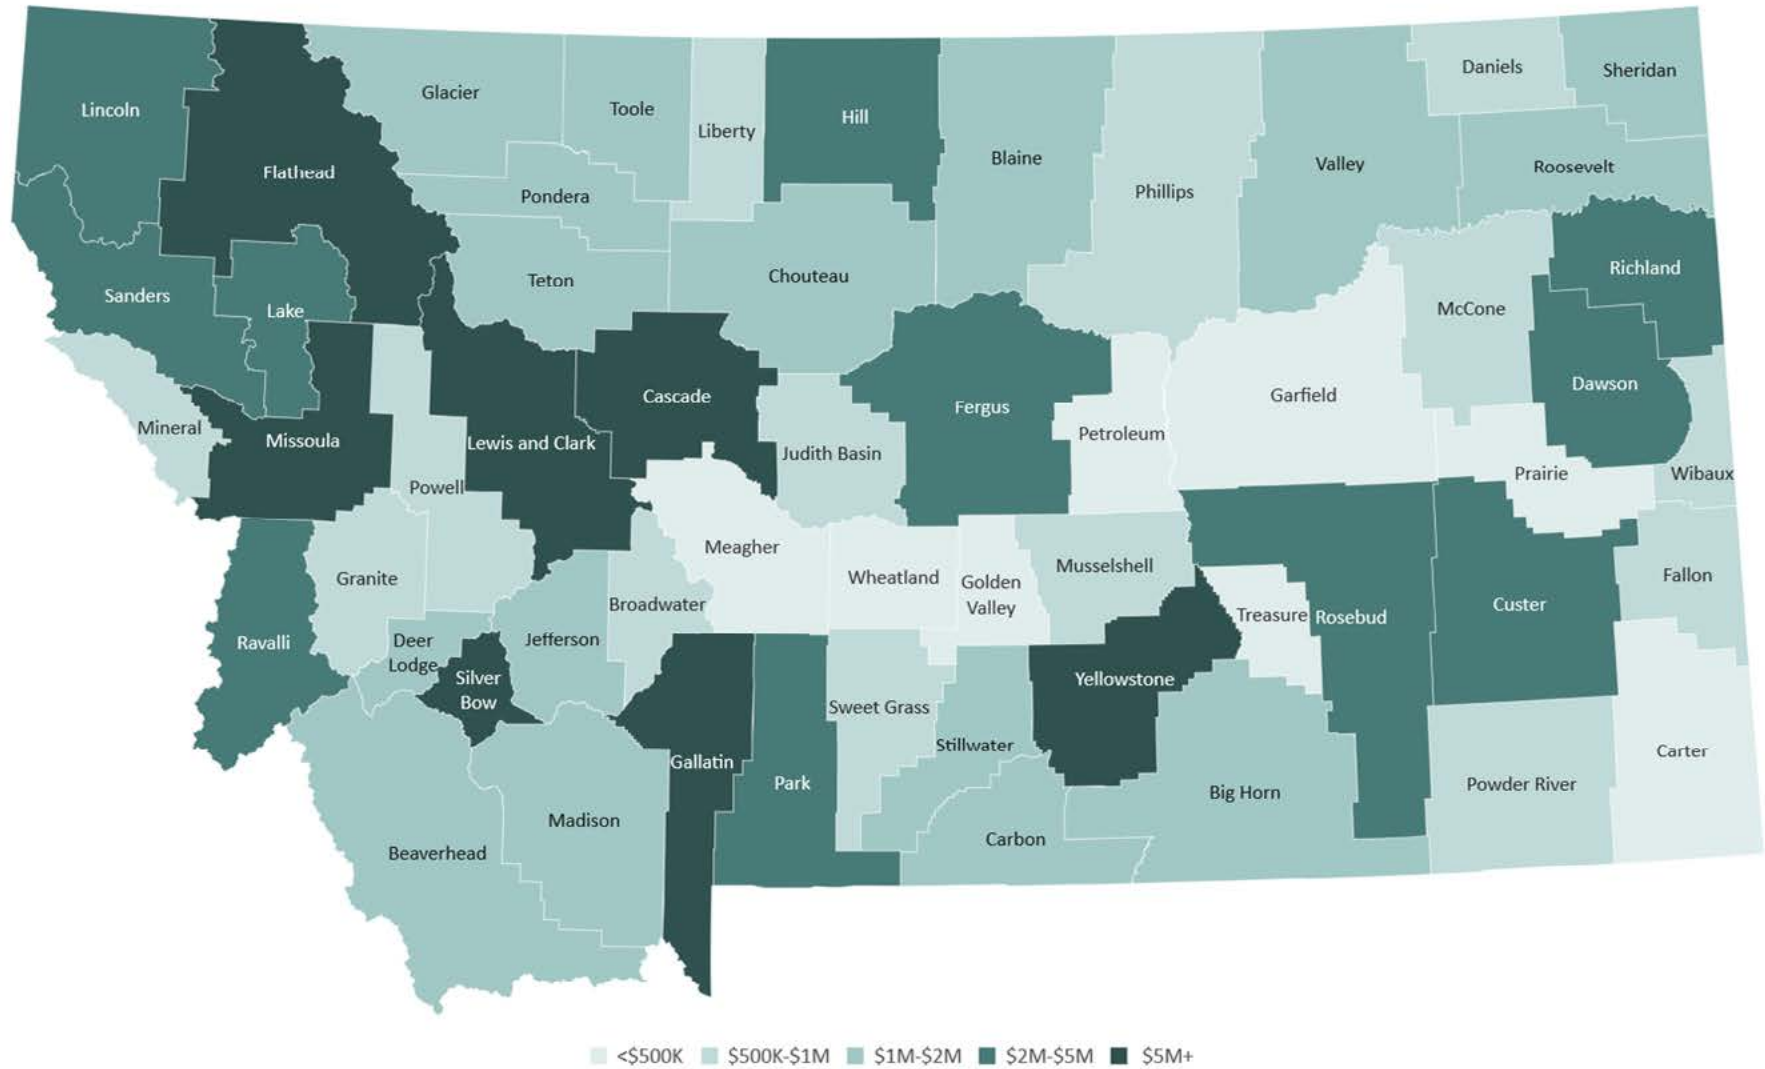 Lincoln
Flathead
Glacier
Toole
Liberty
Hill
Blaine
Phillips
Valley
Daniels
Sheridan
Roosevelt
Pondera
Teton
Chouteau
Sanders
Lake
Richland
McCone
Dawson
Wibaux
Mineral
Missoula
Powell
Lewis and Clark
Cascade
Judith Basin
Fergus
Petroleum
Garfield
Prairie
Ravalli
Granite
Deer
Lodge
Silver
Bow
Jefferson
Broadwater
Meagher
Wheatland
Golden
Valley
Musselshell
Treasure
Rosebud
Custer
Fallon
Beaverhead
Madison
Gallatin
Park
Sweet Grass
Stillwater
Yellowstone
Carbon
Big Horn
Powder River
Carter
<$500K
$500K-$1M
$1M-$2M
$2M-$5M
$5M+